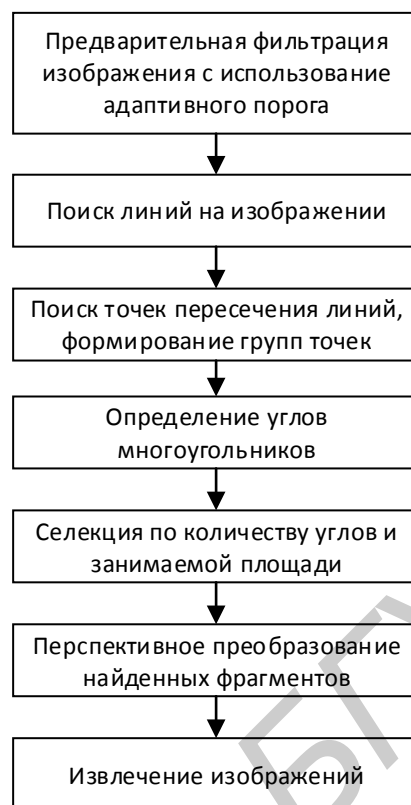 Предварительная фильтрация
изображения с использование
адаптивного порога
Поиск линий на изображении
Поиск точек пересечения линий,
формирование групп точек
Определение углов
многоугольников
Селекция по количеству углов и
занимаемой площади
Перспективное преобразование
найденных фрагментов
Извлечение изображений